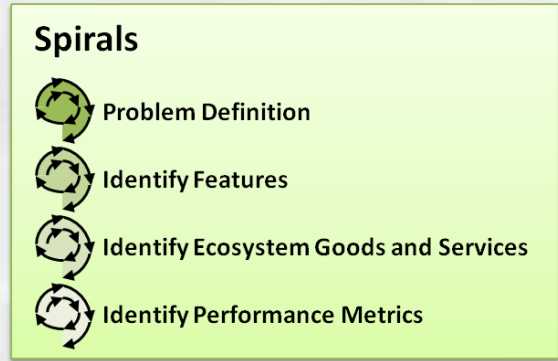 Spirals
Problem Definition
Identify Features
Identify Ecosystem Goods and Services
Identify Performance Metrics